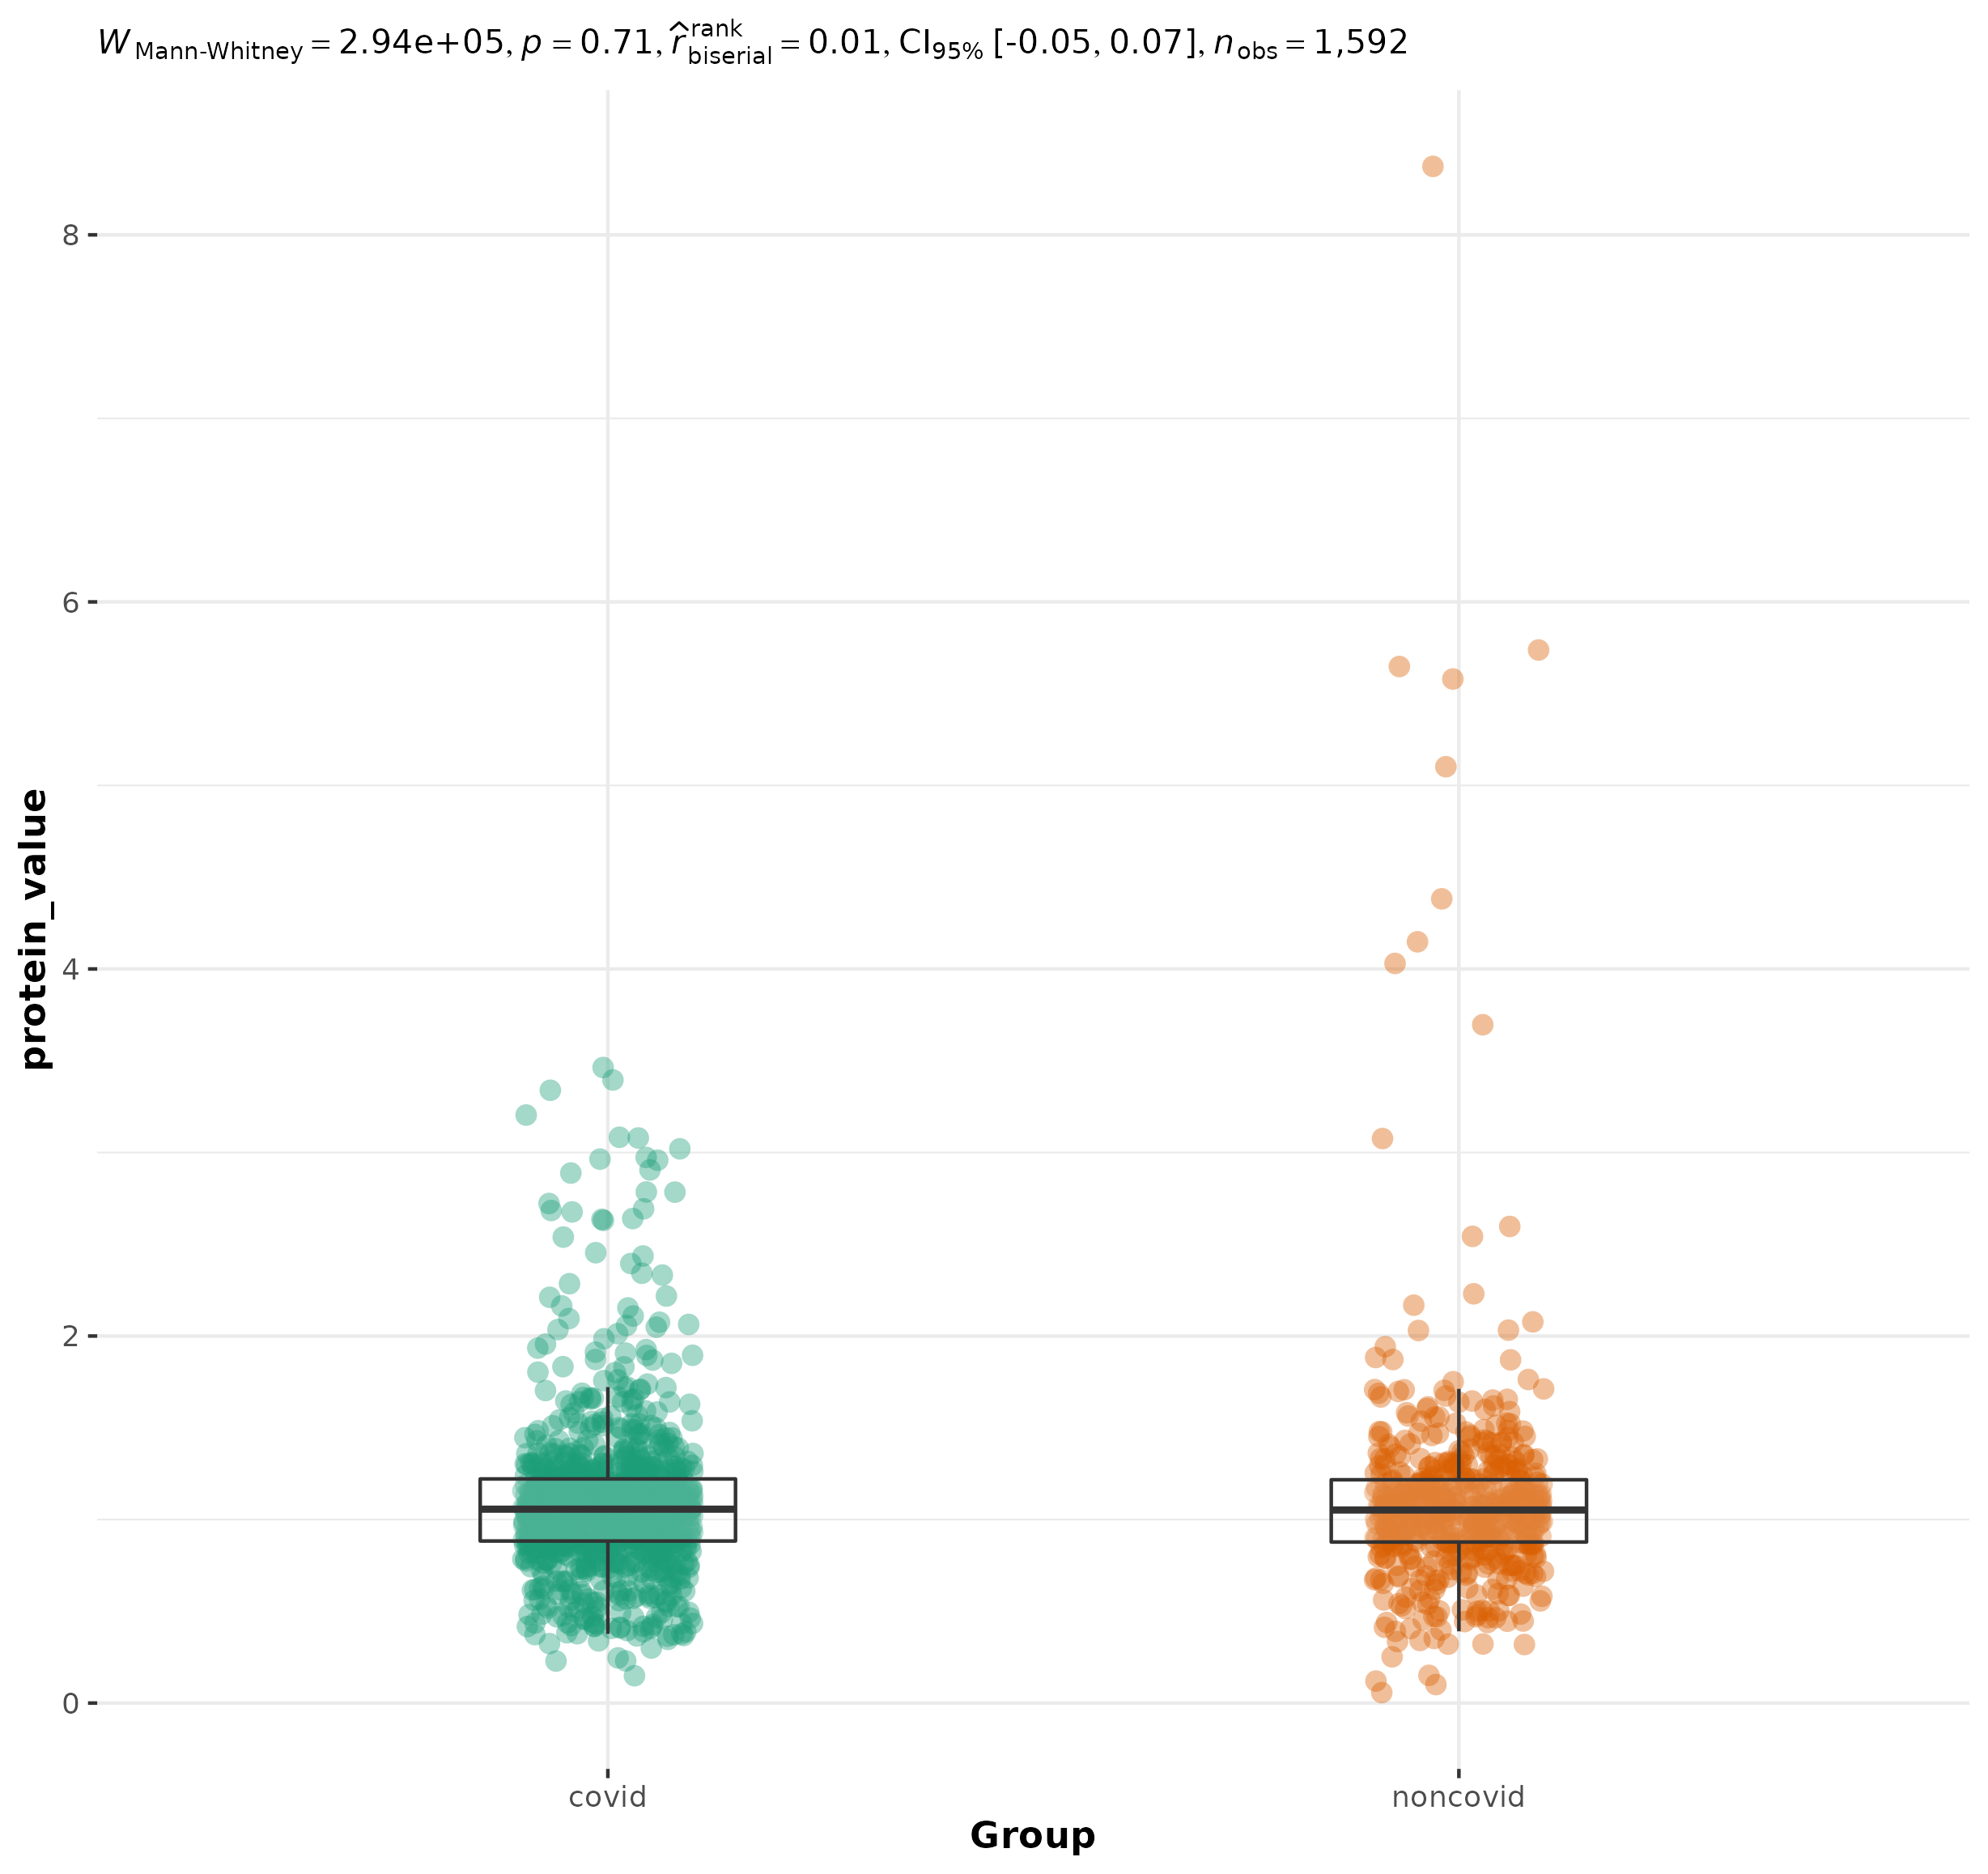 W Mann-Whitney = 2.94e+05, p = 0.71, r̂ rank biserial = 0.01, CI95% [-0.05, 0.07], nobs = 1,592
protein_value
8
6
4
2
0
covid noncovid
Group